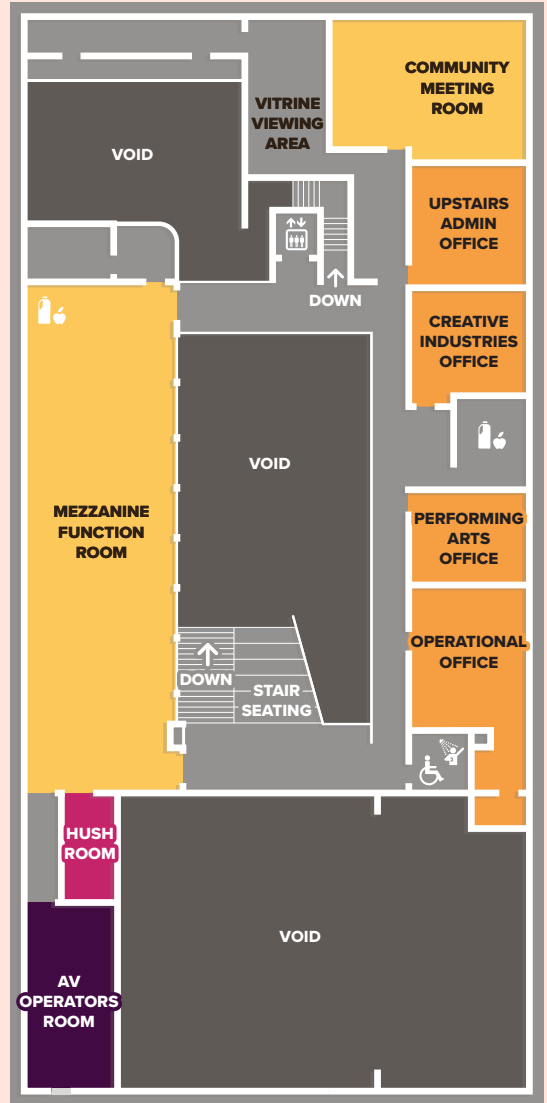 COMMUNITY
MEETING
ROOM
VITRINE
VIEWING
AREA
VOID
UPSTAIRS
ADMIN
OFFICE
DOWN
CREATIVE
INDUSTRIES
OFFICE
VOID
MEZZANINE
FUNCTION
ROOM
PERFORMING
ARTS
OFFICE
OPERATIONAL
OFFICE
DOWN
STAIR
SEATING
HUSH
ROOM
VOID
AV
OPERATORS
ROOM